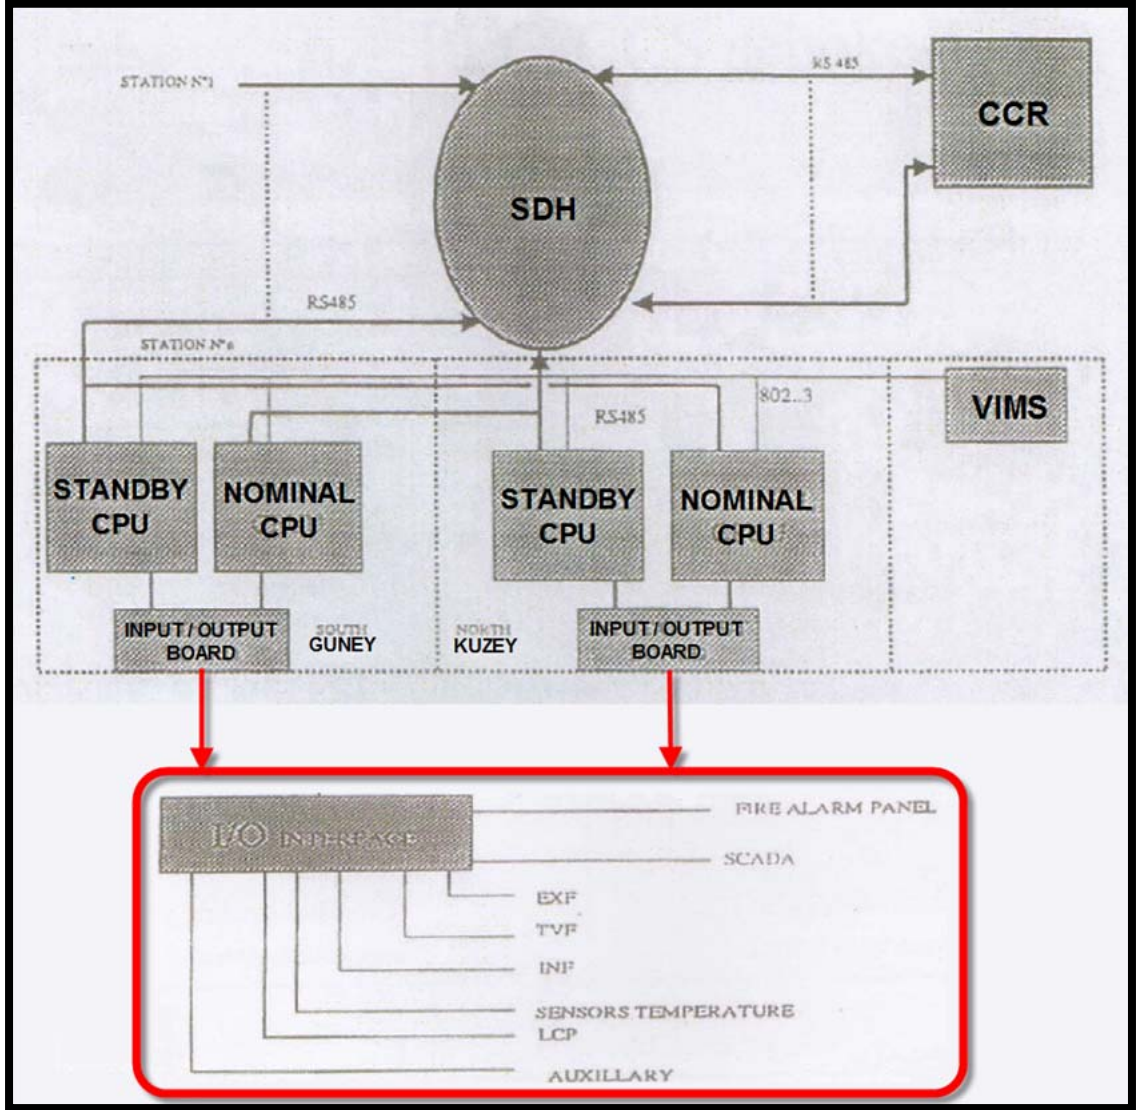 STATION N°1
RS 485
CCR
SDH
RS485
STATION N°n
802..3
RS485
VIMS
STANDBY
CPU
NOMINAL
CPU
STANDBY
CPU
NOMINAL
CPU
INPUT / OUTPUT
BOARD
SOUTH
GUNEY
NORTH
KUZEY
INPUT / OUTPUT
BOARD
I/O INTERFACE
FIRE ALARM PANEL
SCADA
EXF
TVF
INF
SENSORS TEMPERATURE
LCP
AUXILLARY